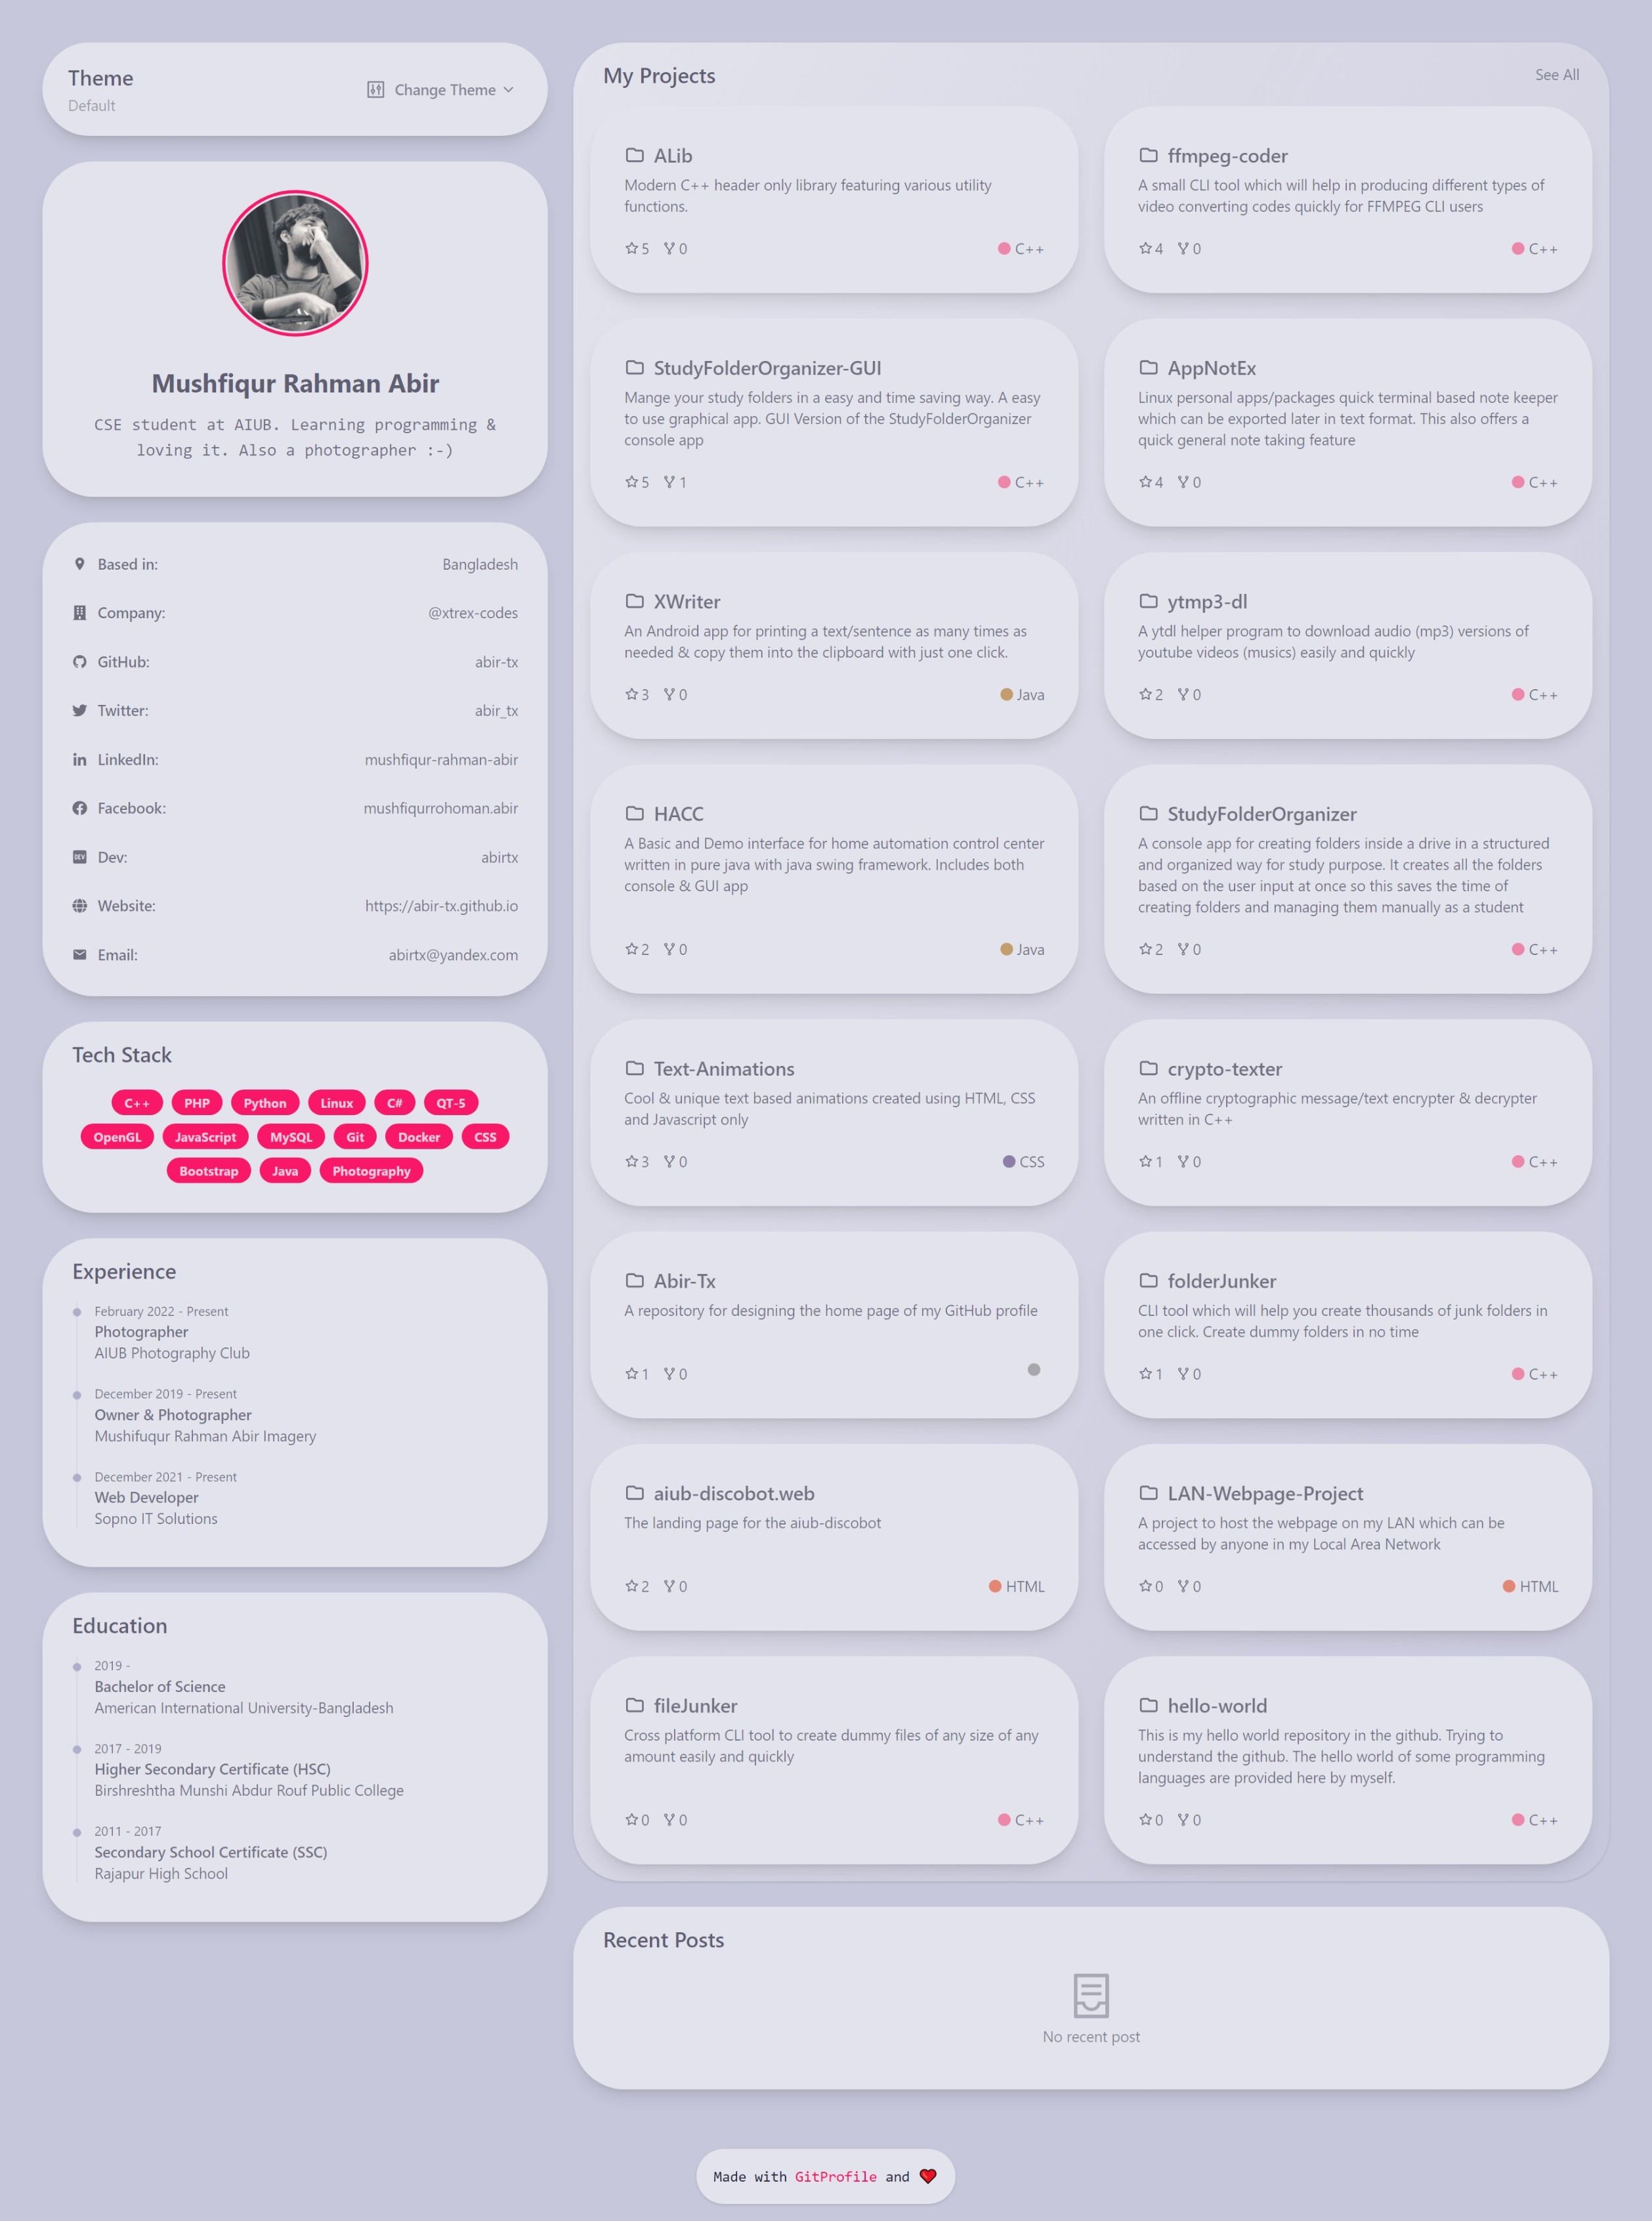 Theme
Default
Change Theme
Mushfiqur Rahman Abir
CSE student at AIUB. Learning programming &
loving it. Also a photographer :-)
Based in: Bangladesh
Company: @xtrex-codes
GitHub: abir-tx
Twitter: abir_tx
LinkedIn: mushfiqur-rahman-abir
Facebook: mushfiqurrohoman.abir
DEV Dev: abirtx
Website: https://abir-tx.github.io
Email: abirtx@yandex.com
Tech Stack
C++ PHP Python Linux C# QT-5
OpenGL JavaScript MySQL Git Docker CSS
Bootstrap Java Photography
Experience
February 2022 - Present
Photographer
AIUB Photography Club
December 2019 - Present
Owner & Photographer
Mushifuqur Rahman Abir Imagery
December 2021 - Present
Web Developer
Sopno IT Solutions
Education
2019 -
Bachelor of Science
American International University-Bangladesh
2017 - 2019
Higher Secondary Certificate (HSC)
Birshreshtha Munshi Abdur Rouf Public College
2011 - 2017
Secondary School Certificate (SSC)
Rajapur High School
My Projects
See All
ALib
Modern C++ header only library featuring various utility
functions.
5 0 C++
ffmpeg-coder
A small CLI tool which will help in producing different types of
video converting codes quickly for FFMPEG CLI users
4 0 C++
StudyFolderOrganizer-GUI
Mange your study folders in a easy and time saving way. A easy
to use graphical app. GUI Version of the StudyFolderOrganizer
console app
5 1 C++
AppNotEx
Linux personal apps/packages quick terminal based note keeper
which can be exported later in text format. This also offers a
quick general note taking feature
4 0 C++
XWriter
An Android app for printing a text/sentence as many times as
needed & copy them into the clipboard with just one click.
3 0 Java
ytmp3-dl
A ytdl helper program to download audio (mp3) versions of
youtube videos (musics) easily and quickly
2 0 C++
HACC
A Basic and Demo interface for home automation control center
written in pure java with java swing framework. Includes both
console & GUI app
2 0 Java
StudyFolderOrganizer
A console app for creating folders inside a drive in a structured
and organized way for study purpose. It creates all the folders
based on the user input at once so this saves the time of
creating folders and managing them manually as a student
2 0 C++
Text-Animations
Cool & unique text based animations created using HTML, CSS
and Javascript only
3 0 CSS
crypto-texter
An offline cryptographic message/text encrypter & decrypter
written in C++
1 0 C++
Abir-Tx
A repository for designing the home page of my GitHub profile
1 0
folderJunker
CLI tool which will help you create thousands of junk folders in
one click. Create dummy folders in no time
1 0 C++
aiub-discobot.web
The landing page for the aiub-discobot
2 0 HTML
LAN-Webpage-Project
A project to host the webpage on my LAN which can be
accessed by anyone in my Local Area Network
0 0 HTML
fileJunker
Cross platform CLI tool to create dummy files of any size of any
amount easily and quickly
0 0 C++
hello-world
This is my hello world repository in the github. Trying to
understand the github. The hello world of some programming
languages are provided here by myself.
0 0 C++
Recent Posts
No recent post
Made with GitProfile and